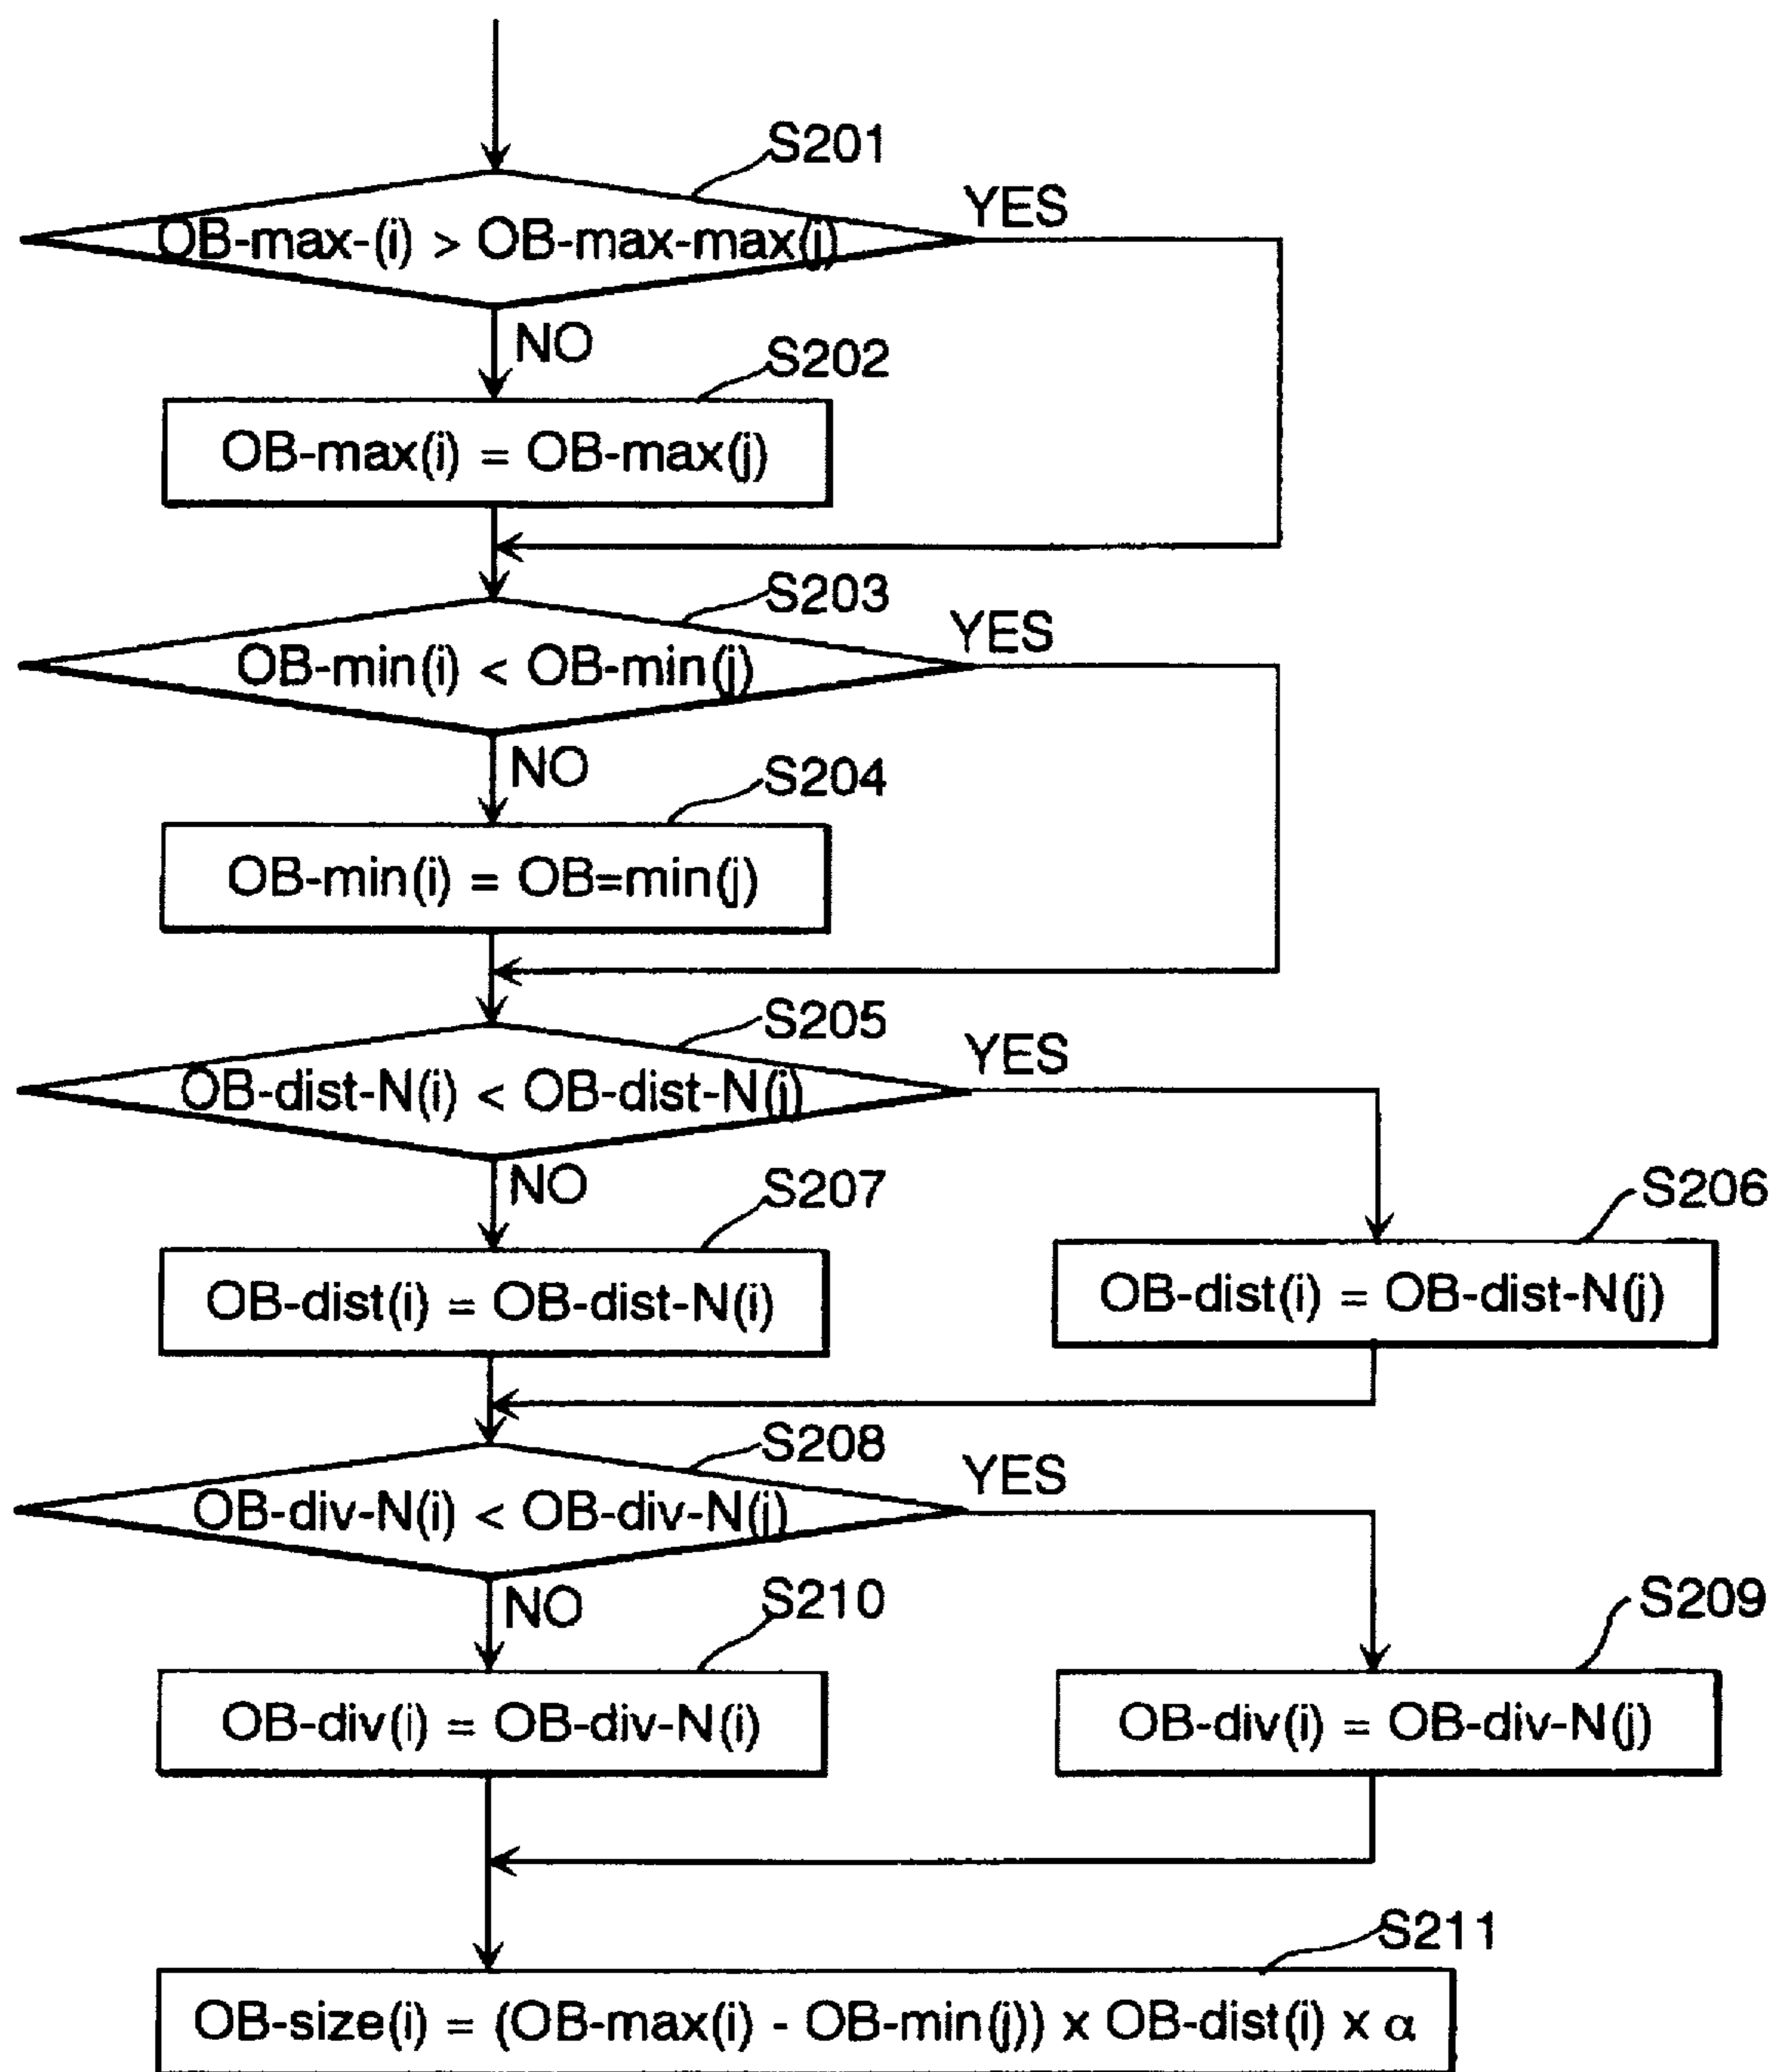 S201
OB-max-(i) > OB-max-max(j)
YES
NO
S202
OB-max(i) = OB-max(j)
S203
OB-min(i) < OB-min(j)
YES
NO
S204
OB-min(i) = OB=min(j)
S205
OB-dist-N(i) < OB-dist-N(j)
YES
NO
S207
OB-dist(i) = OB-dist-N(i)
S206
OB-dist(i) = OB-dist-N(j)
S208
OB-div-N(i) < OB-div-N(j)
YES
NO
S210
OB-div(i) = OB-div-N(i)
S209
OB-div(i) = OB-div-N(j)
S211
OB-size(i) = (OB-max(i) - OB-min(j)) x OB-dist(i) x α